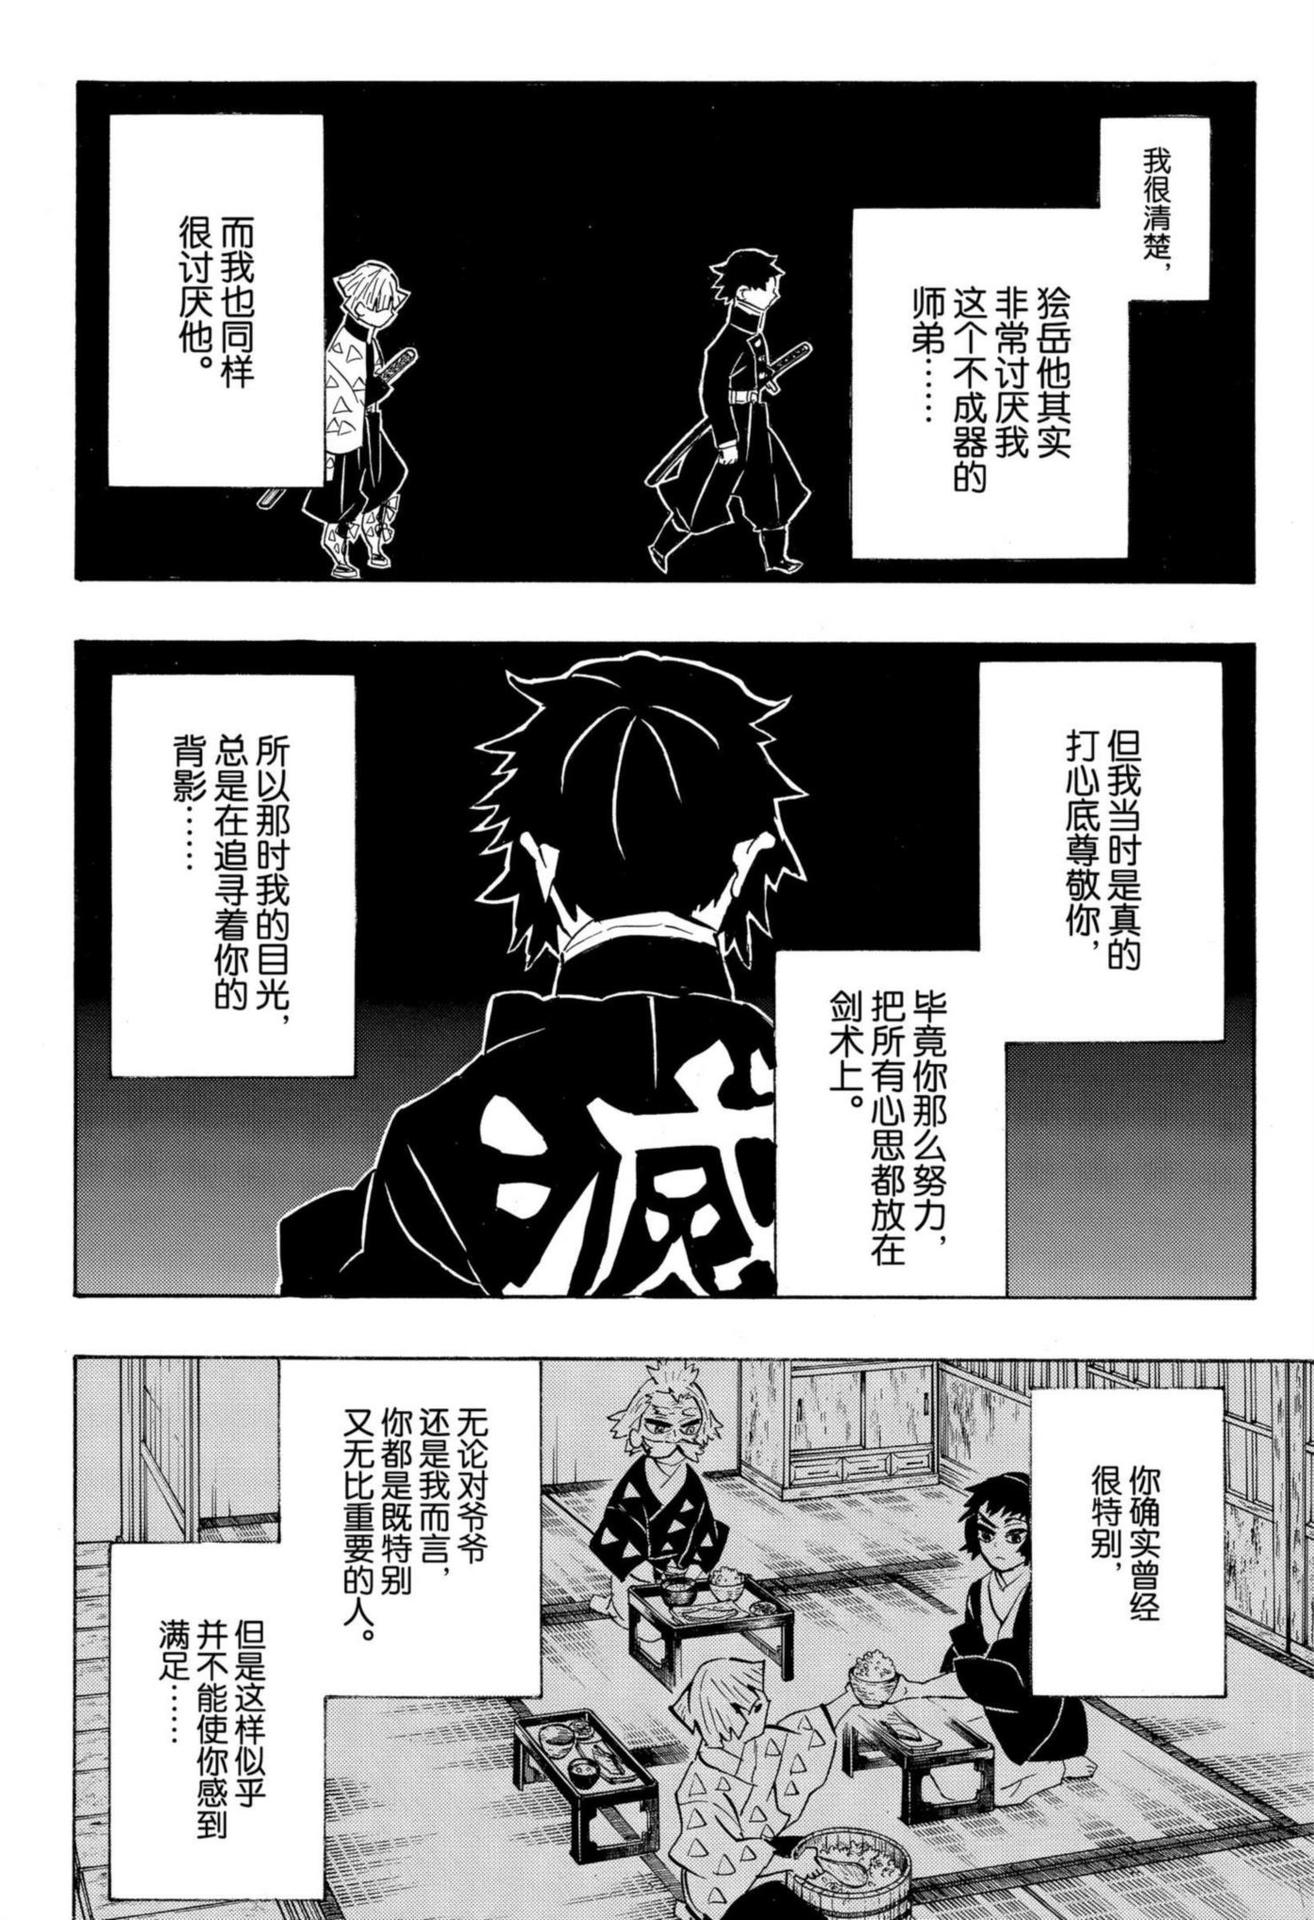 我很清楚，
狯岳他其实
非常讨厌我
这个不成器的
师弟……
而我也同样
很讨厌他。
但我当时是真的
打心底尊敬你，
毕竟你那么努力，
把所有心思都放在
剑术上。
所以那时我的目光，
总是在追寻着你的
背影……
滅
你确实曾经
很特别，
无论对爷爷
还是我而言，
你都是既特别
又无比重要的人。
但是这样似乎
并不能使你感到
满足……